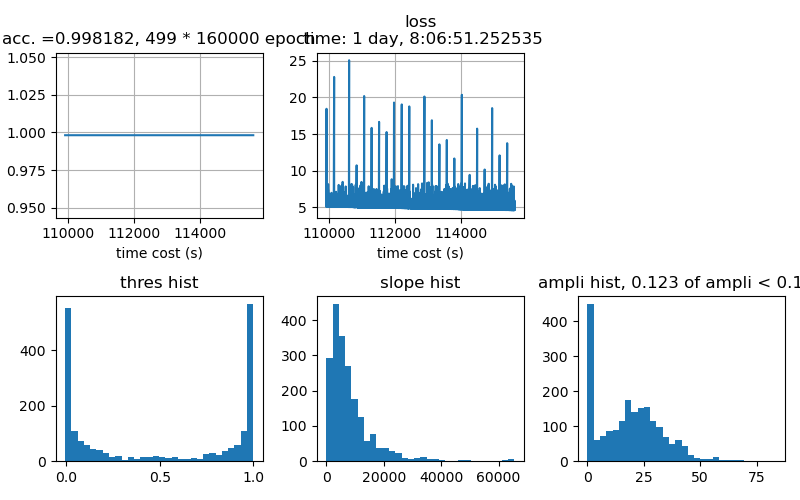 loss
acc. =0.998182, 499 * 160000 epoch
time: 1 day, 8:06:51.252535
1.050
1.025
1.000
0.975
0.950
110000 112000 114000
time cost (s)
25
20
15
10
5
110000 112000 114000
time cost (s)
thres hist
400
200
0
0.0 0.5 1.0
slope hist
400
300
200
100
0
0 20000 40000 60000
ampli hist, 0.123 of ampli < 0.1
400
300
200
100
0
0 25 50 75